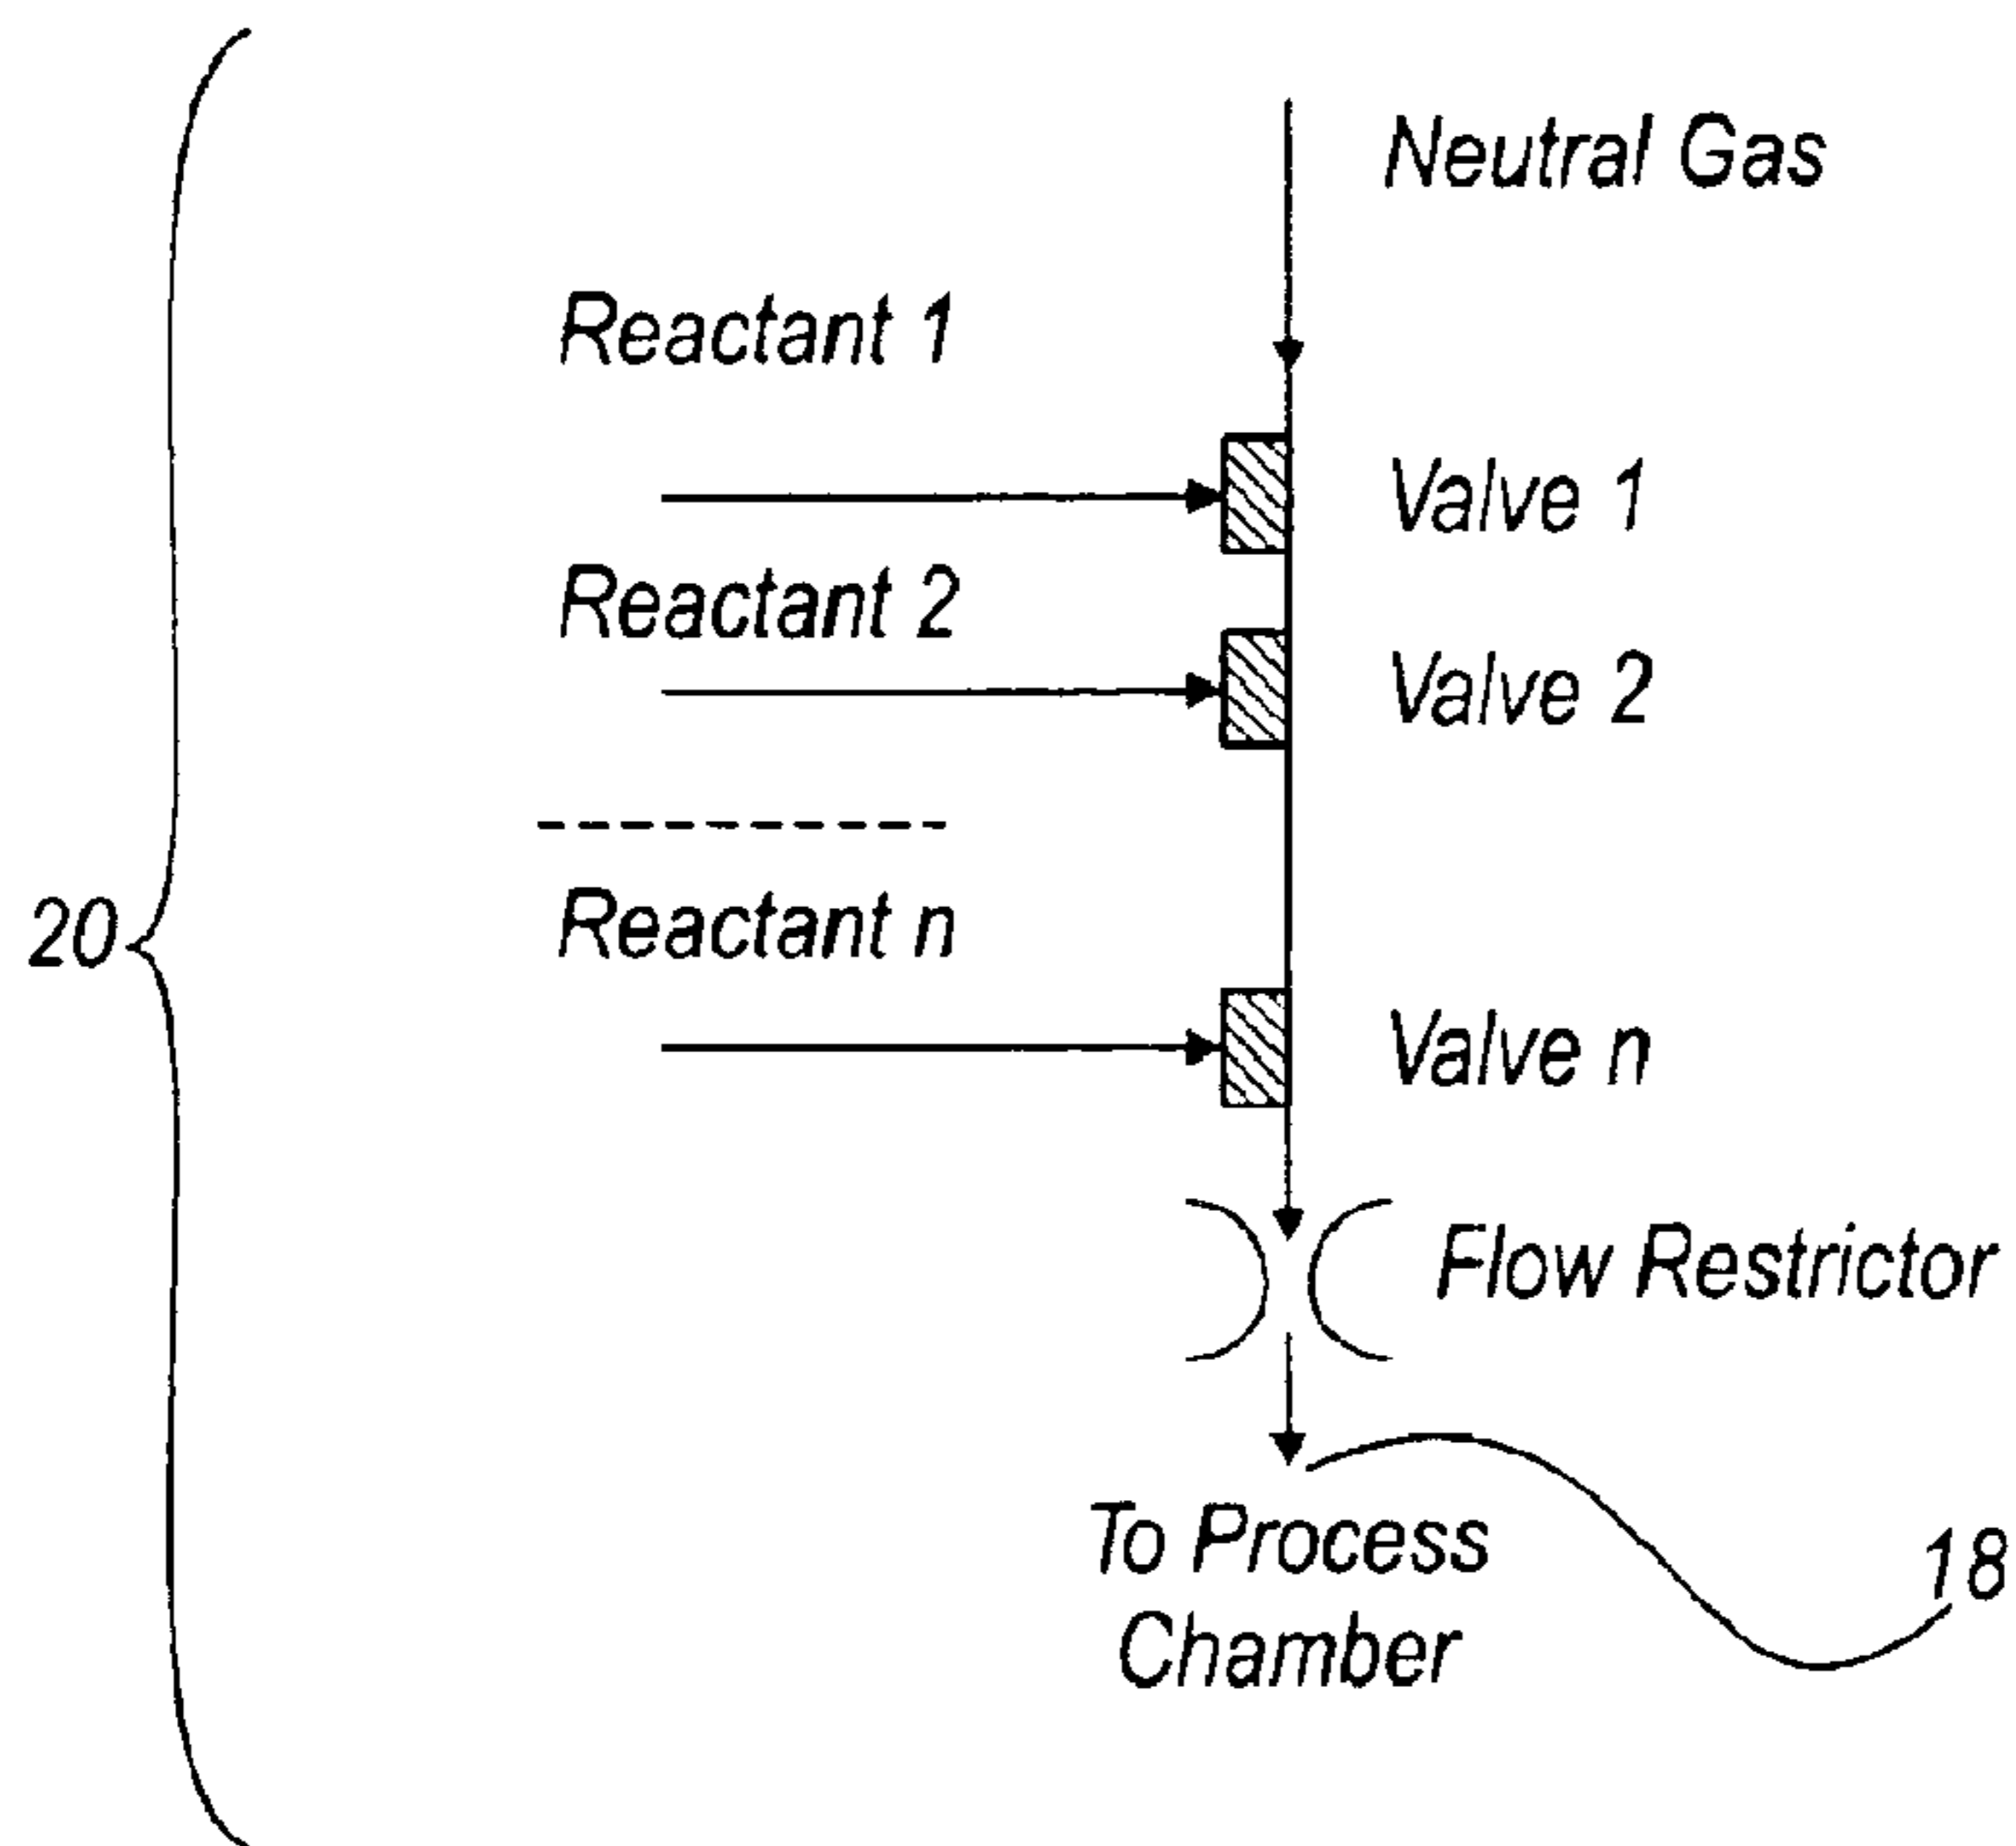 Neutral Gas
Reactant 1
Valve 1
Reactant 2
Valve 2
20
Reactant n
Valve n
Flow Restrictor
To Process
Chamber
18